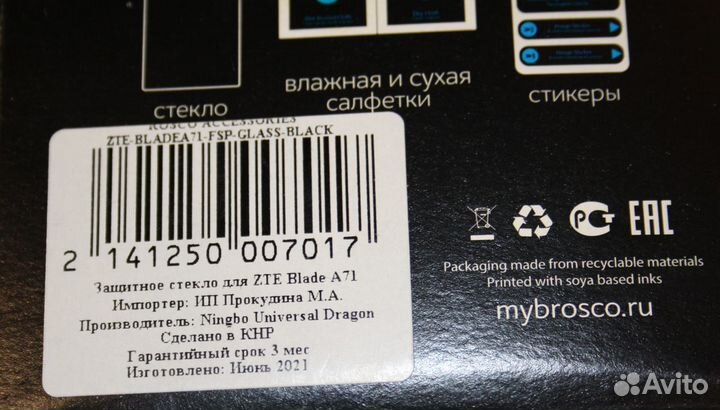 стекло
влажная и сухая
салфетки
стикеры
ROSCO ACCESSORIES
ZTE-BLADEA71-FSP-GLASS-BLACK
2 141250 007017
Защитное стекло для ZTE Blade A71
Импортер: ИП Прокудина М.А.
Производитель: Ningbo Universal Dragon
Сделано в КНР
Гарантийный срок 3 мес
Изготовлено: Июнь 2021
EAC
Packaging made from recyclable materials
Printed with soya based inks
mybrosco.ru
Avito